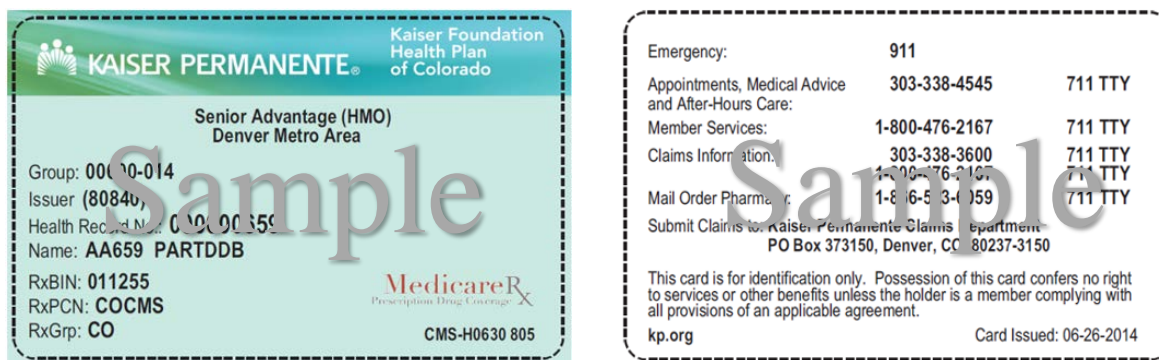 KAISER PERMANENTE®
Kaiser Foundation
Health Plan
of Colorado
Senior Advantage (HMO)
Denver Metro Area
Sample
Group:
Issuer (80840)
Health Record
Name: AA659 PARTDDB
RxBIN: 011255
RxPCN: COCMS
RxGrp: CO
MedicareRx
Prescription Drug Coverage
CMS-H0630 805
Emergency: 911
Appointments, Medical Advice 303-338-4545 711 TTY
and After-Hours Care:
Member Services: 1-800-476-2167 711 TTY
Claims Information: 303-338-3600 711 TTY
711 TTY
Mail Order Pharmacy: 711 TTY
Sample
Submit Claims to: Kaiser Permanente Claims Department
PO Box 373150, Denver, CO 80237-3150
This card is for identification only. Possession of this card confers no right
to services or other benefits unless the holder is a member complying with
all provisions of an applicable agreement.
kp.org Card Issued: 06-26-2014